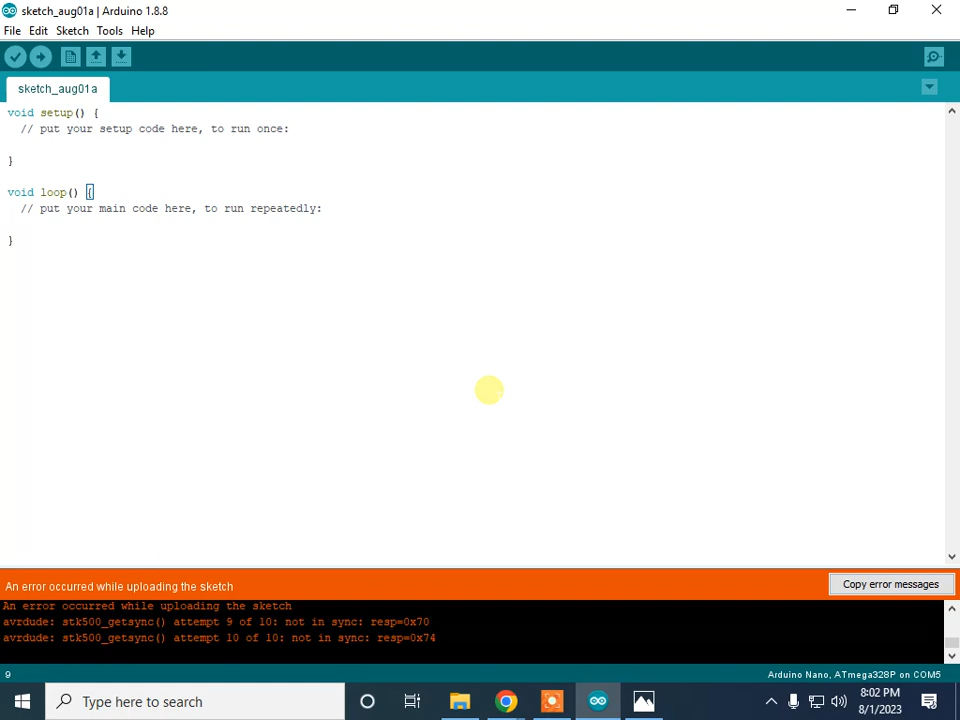 sketch_aug01a | Arduino 1.8.8
File Edit Sketch Tools Help
sketch_aug01a
void setup() {
// put your setup code here, to run once:
}
void loop() {
// put your main code here, to run repeatedly:
}
An error occurred while uploading the sketch
Copy error messages
An error occurred while uploading the sketch
avrdude: stk500_getsync() attempt 9 of 10: not in sync: resp=0x70
avrdude: stk500_getsync() attempt 10 of 10: not in sync: resp=0x74
9
Arduino Nano, ATmega328P on COM5
Type here to search
8:02 PM
8/1/2023